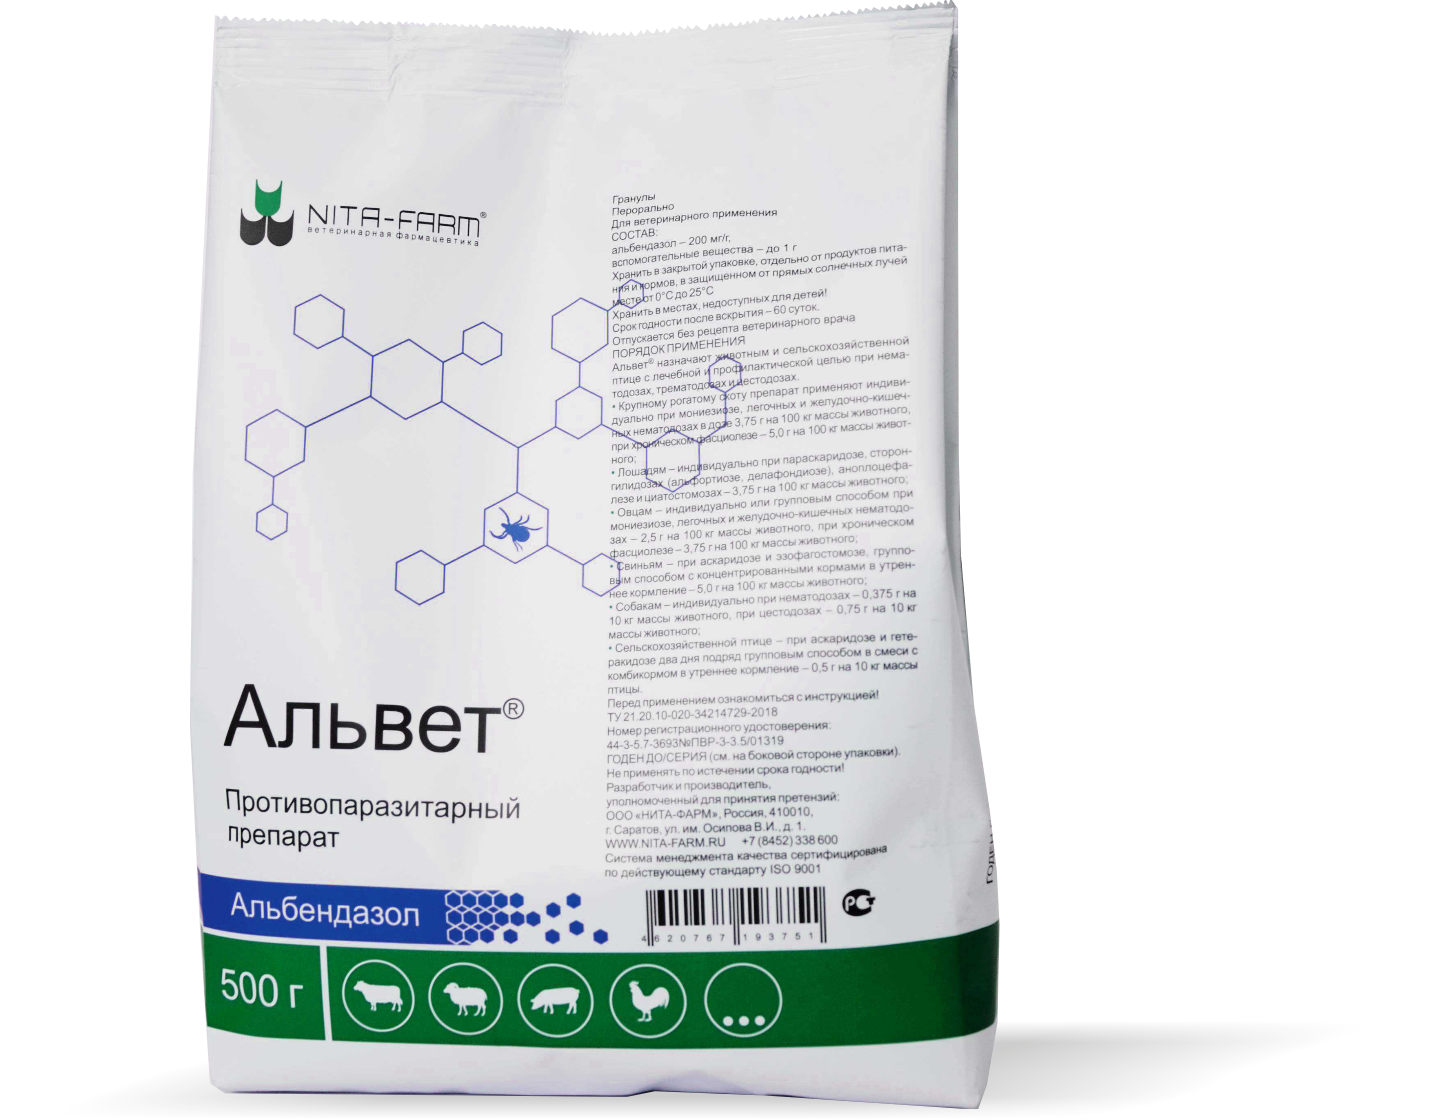 NITA-FARM®
ветеринарная фармацевтика
Гранулы
Перорально
Для ветеринарного применения
СОСТАВ:
альбендазол – 200 мг/г,
вспомогательные вещества – до 1 г
Хранить в закрытой упаковке, отдельно от продуктов пита-
ния и кормов, в защищенном от прямых солнечных лучей
месте от 0°С до 25°С
Хранить в местах, недоступных для детей!
Срок годности после вскрытия – 60 суток.
Отпускается без рецепта ветеринарного врача
ПОРЯДОК ПРИМЕНЕНИЯ
Альвет® назначают животным и сельскохозяйственной
птице с лечебной и профилактической целью при нема-
тодозах, трематодозах и цестодозах.
• Крупному рогатому скоту препарат применяют индиви-
дуально при мониезиозе, легочных и желудочно-кишеч-
ных нематодозах в дозе 3,75 г на 100 кг массы животного,
при хроническом фасциолезе – 5,0 г на 100 кг массы живот-
ного;
• Лошадям – индивидуально при параскаридозе, сторон-
гилидозах (альфортиозе, делафондиозе), аноплоцефа-
лезе и циатостомозах – 3,75 г на 100 кг массы животного;
• Овцам – индивидуально или групповым способом при
мониезиозе, легочных и желудочно-кишечных нематодо-
зах – 2,5 г на 100 кг массы животного, при хроническом
фасциолезе – 3,75 г на 100 кг массы животного;
• Свиньям – при аскаридозе и эзофагостомозе, группо-
вым способом с концентрированными кормами в утрен-
нее кормление – 5,0 г на 100 кг массы животного;
• Собакам – индивидуально при нематодозах – 0,375 г на
10 кг массы животного, при цестодозах – 0,75 г на 10 кг
массы животного;
• Сельскохозяйственной птице – при аскаридозе и гете-
ракидозе два дня подряд групповым способом в смеси с
комбикормом в утреннее кормление – 0,5 г на 10 кг массы
птицы.
Перед применением ознакомиться с инструкцией!
ТУ 21.20.10-020-34214729-2018
Номер регистрационного удостоверения:
44-3-5.7-3693№ПВР-3-3.5/01319
ГОДЕН ДО/СЕРИЯ (см. на боковой стороне упаковки).
Не применять по истечении срока годности!
Разработчик и производитель,
уполномоченный для принятия претензий:
ООО «НИТА-ФАРМ», Россия, 410010,
г. Саратов, ул. им. Осипова В.И., д. 1.
WWW.NITA-FARM.RU +7 (8452) 338 600
Система менеджмента качества сертифицирована
по действующему стандарту ISO 9001
Альвет®
Противопаразитарный
препарат
Альбендазол
4 620767 193751
РСТ
500 г
ГОДЕН